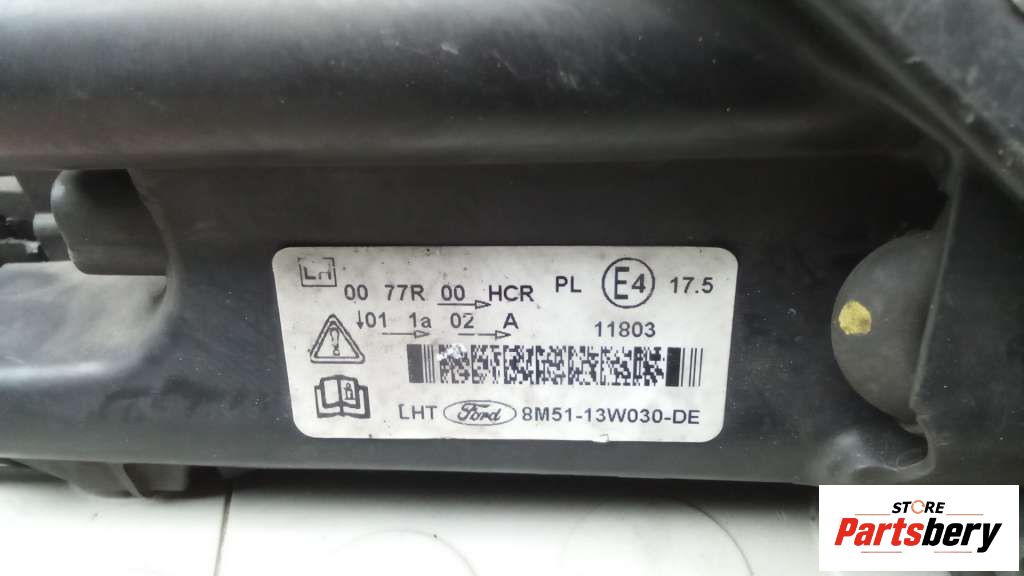 LH
00 77R 00 HCR PL E4 17.5
01 1a 02 A 11803
LHT Ford 8M51-13W030-DE
STORE
Partsbery